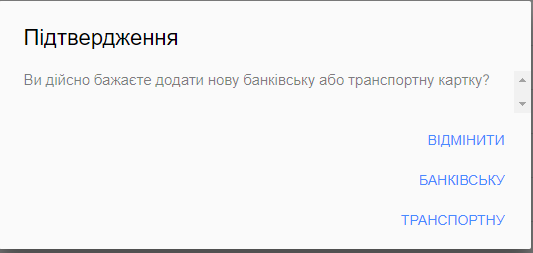 Підтвердження
Ви дійсно бажаєте додати нову банківську або транспортну картку?
ВІДМІНИТИ
БАНКІВСЬКУ
ТРАНСПОРТНУ